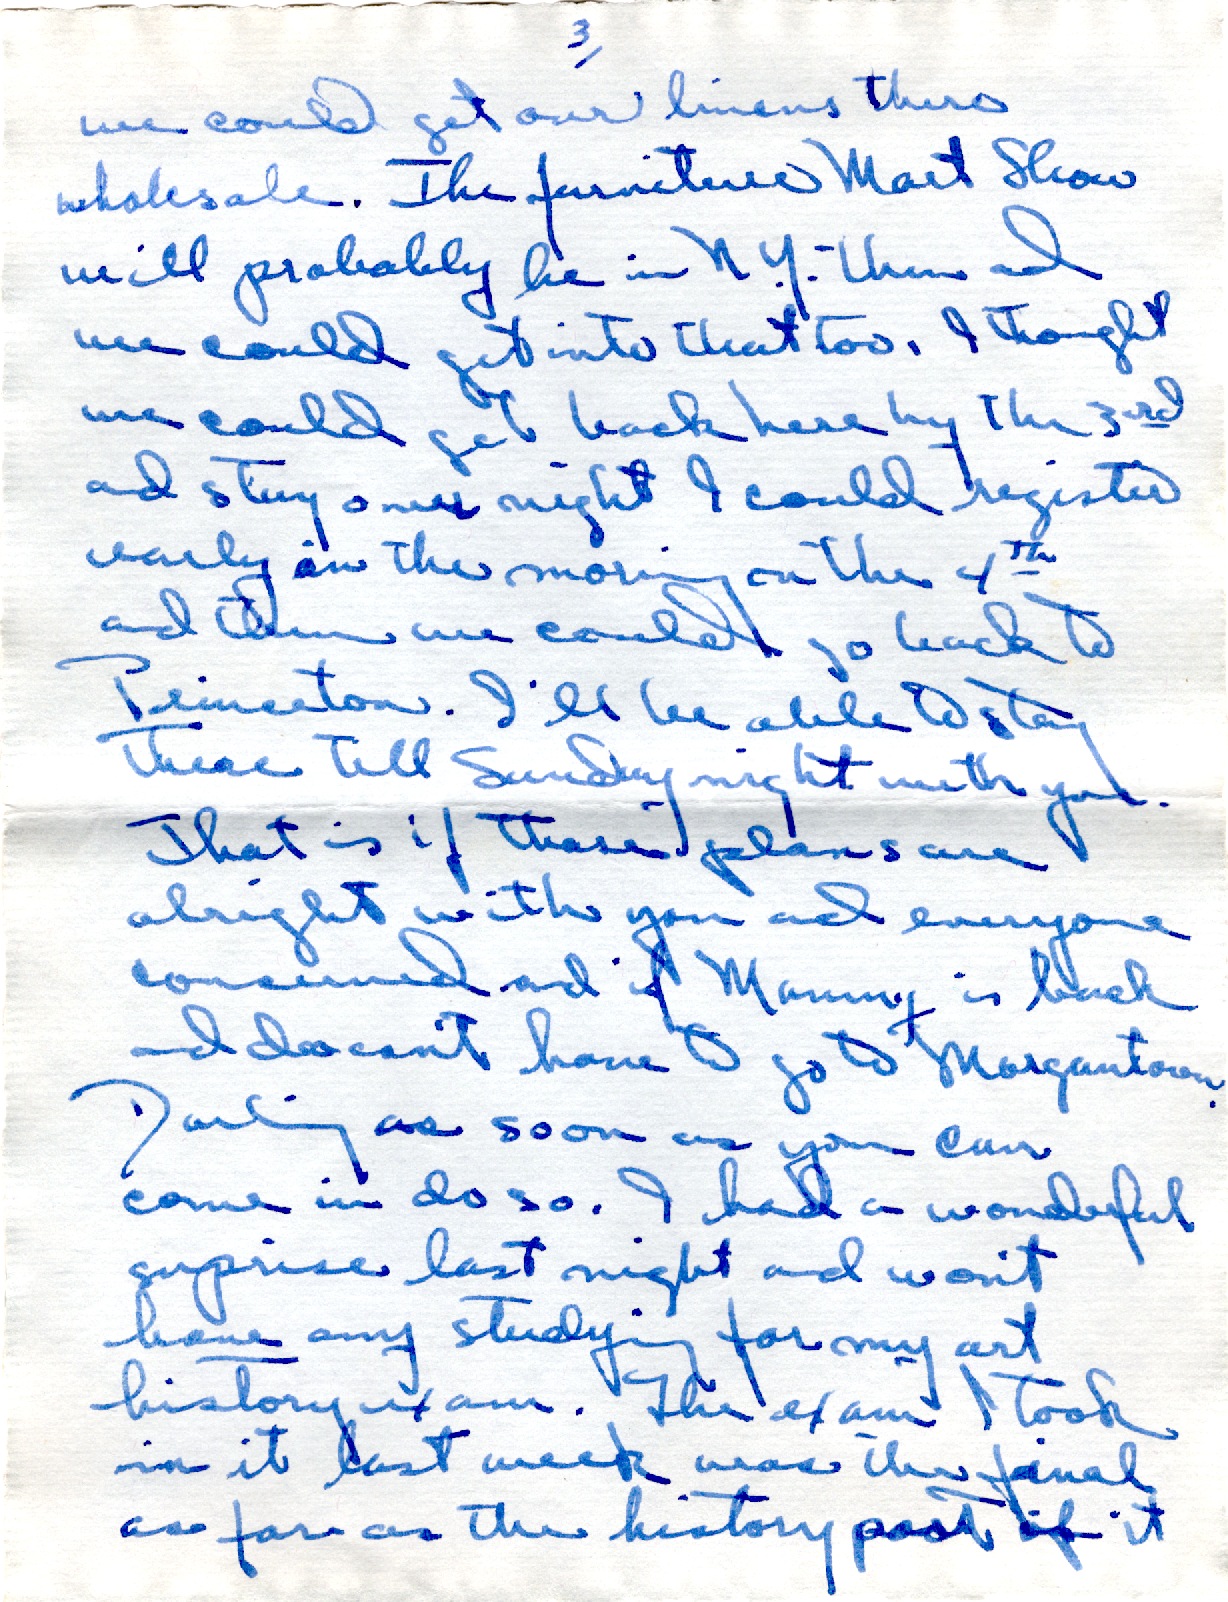 3/
we could get our linens there
wholesale. The furniture Mart Show
will probably be in N.Y. then and
we could get into that too. I thought
we could get back here by the 3rd
and stay over night I could register
early in the morning on the 4th
and then we could go back to
Princeton. I'll be able to stay
there till Sunday night with you.
That is if these plans are
alright with you and everyone
concerned and if Mammy is back
and doesn't have to go to Morgantown.
Darling as soon as you can
come in do so. I had a wonderful
surprise last night and won't
have any studying for my art
history exam. The exam I took
in it last week was the final
as far as the history part of it